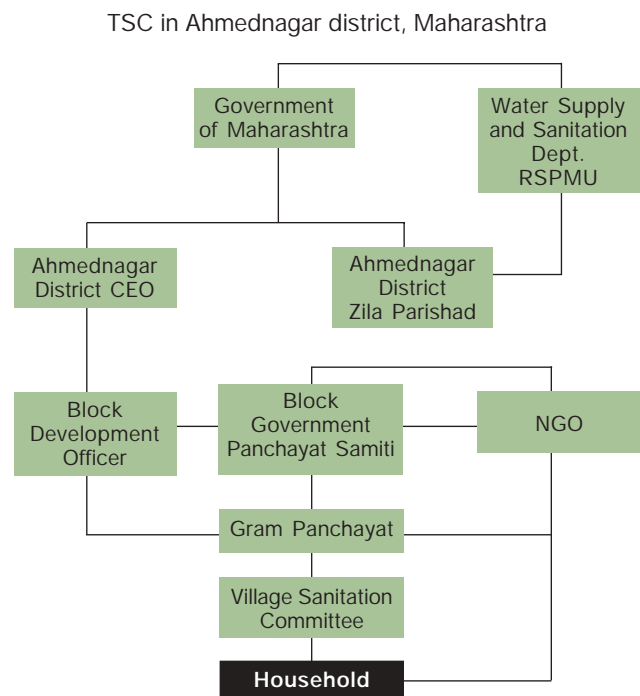 TSC in Ahmednagar district, Maharashtra
Government
of Maharashtra
Water Supply
and Sanitation
Dept.
RSPMU
Ahmednagar
District CEO
Ahmednagar
District
Zila Parishad
Block
Development
Officer
Block
Government
Panchayat Samiti
NGO
Gram Panchayat
Village Sanitation
Committee
Household